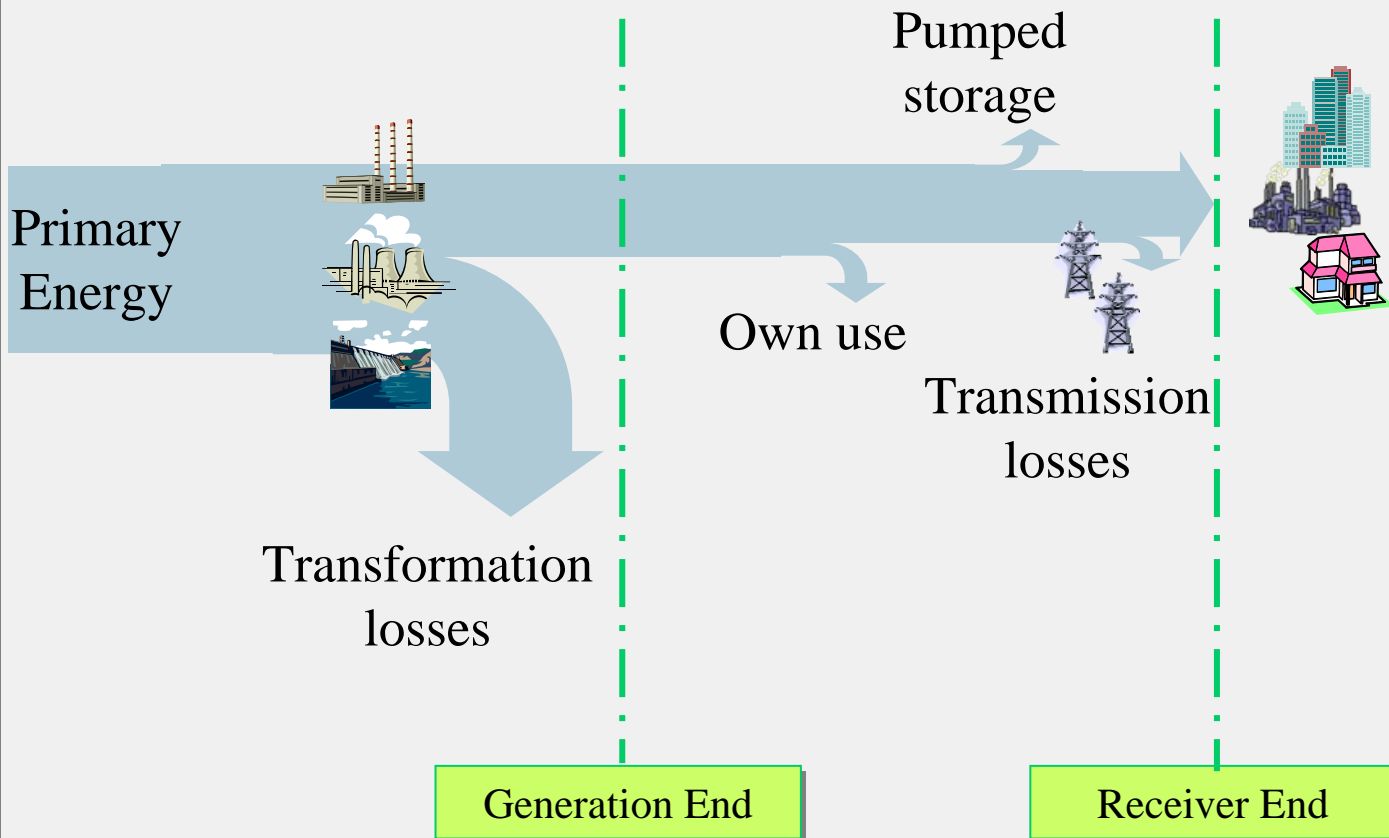 Pumped
storage
Primary
Energy
Own use
Transmission
losses
Transformation
losses
Generation End
Receiver End